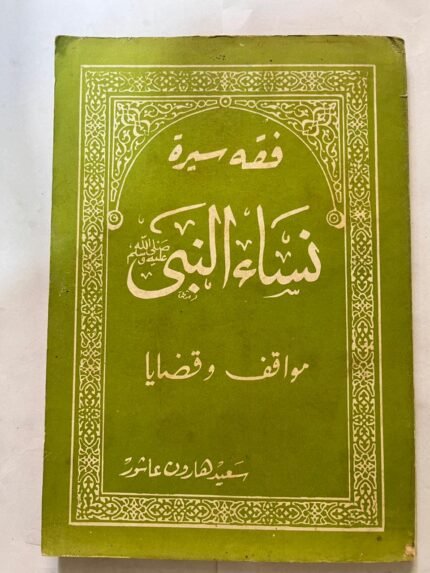 فقه سيرة
نساء النبي صلى الله عليه وسلم
مواقف وقضايا
سعيد هارون عاشور